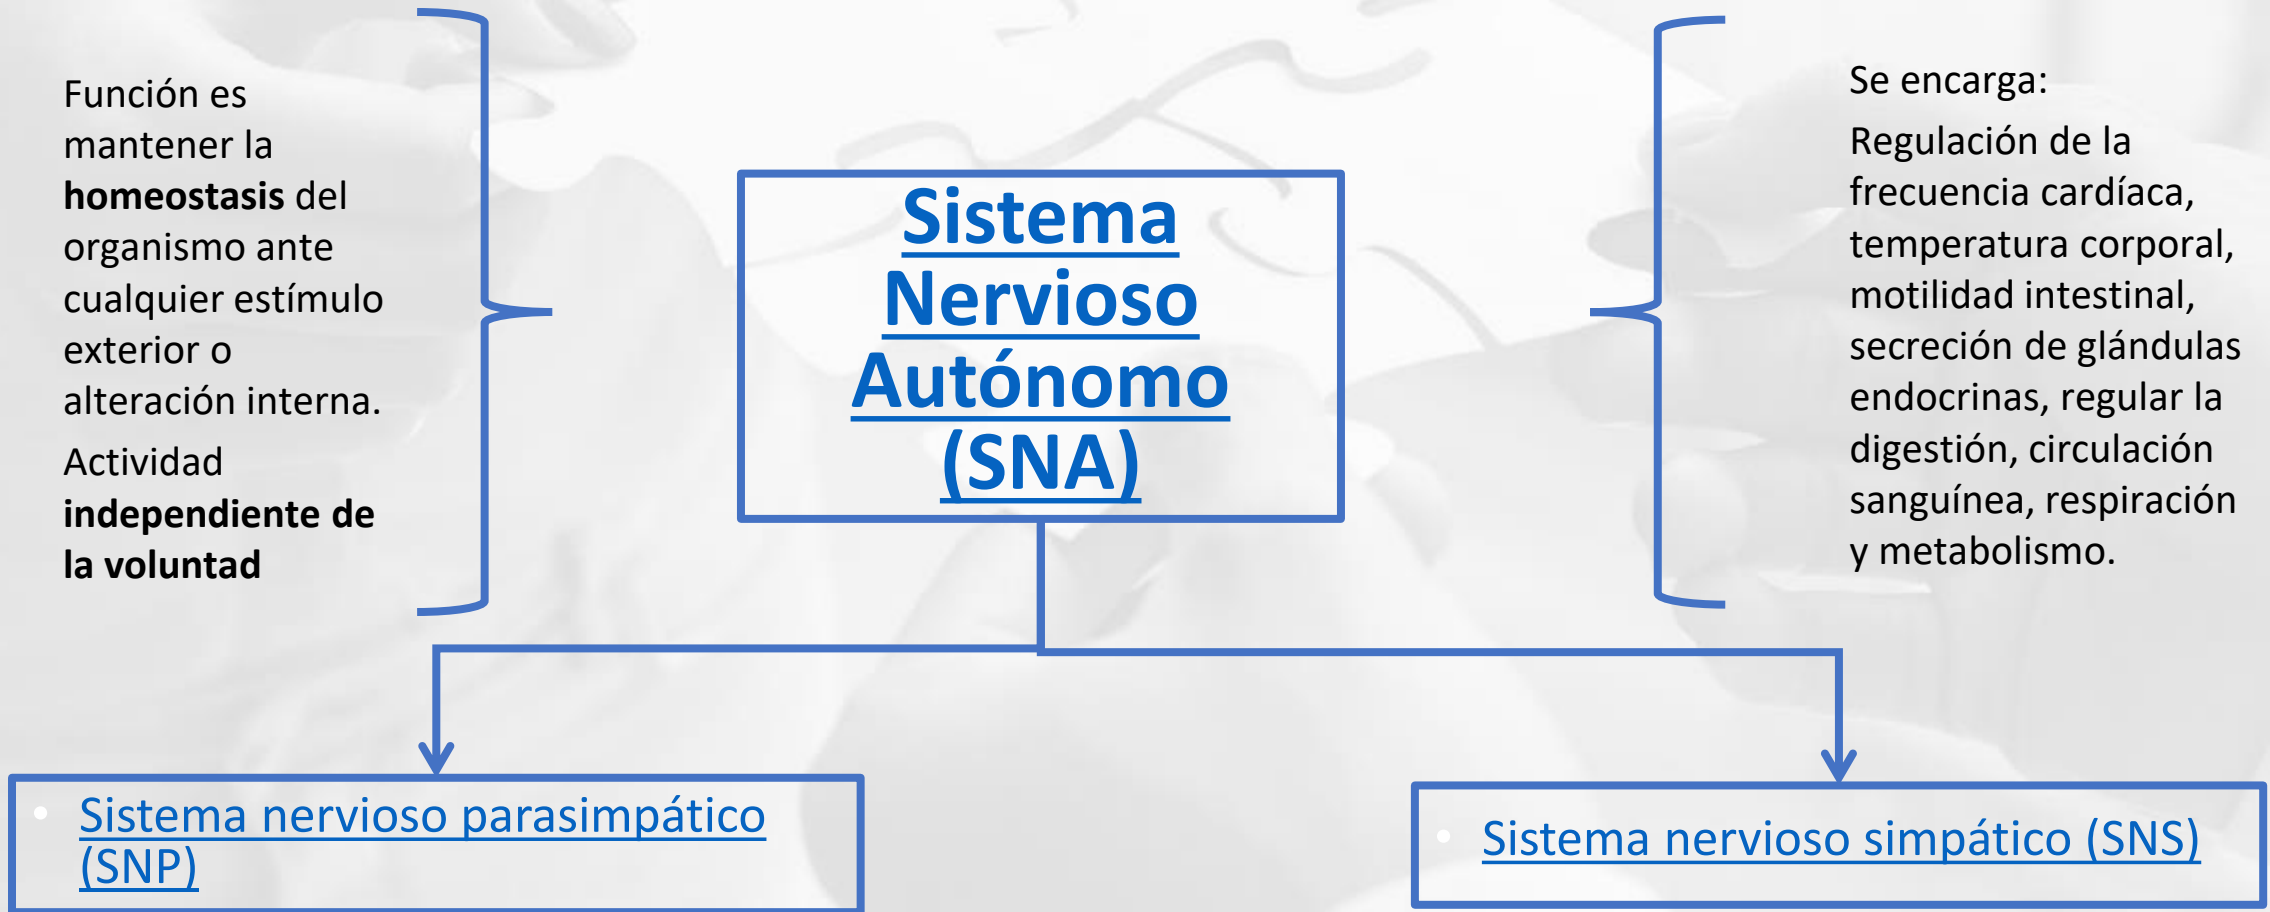 Función es
mantener la
homeostasis del
organismo ante
cualquier estímulo
exterior o
alteración interna.
Actividad
independiente de
la voluntad
Sistema
Nervioso
Autónomo
(SNA)
Se encarga:
Regulación de la
frecuencia cardíaca,
temperatura corporal,
motilidad intestinal,
secreción de glándulas
endocrinas, regular la
digestión, circulación
sanguínea, respiración
y metabolismo.
• Sistema nervioso parasimpático
(SNP)
• Sistema nervioso simpático (SNS)